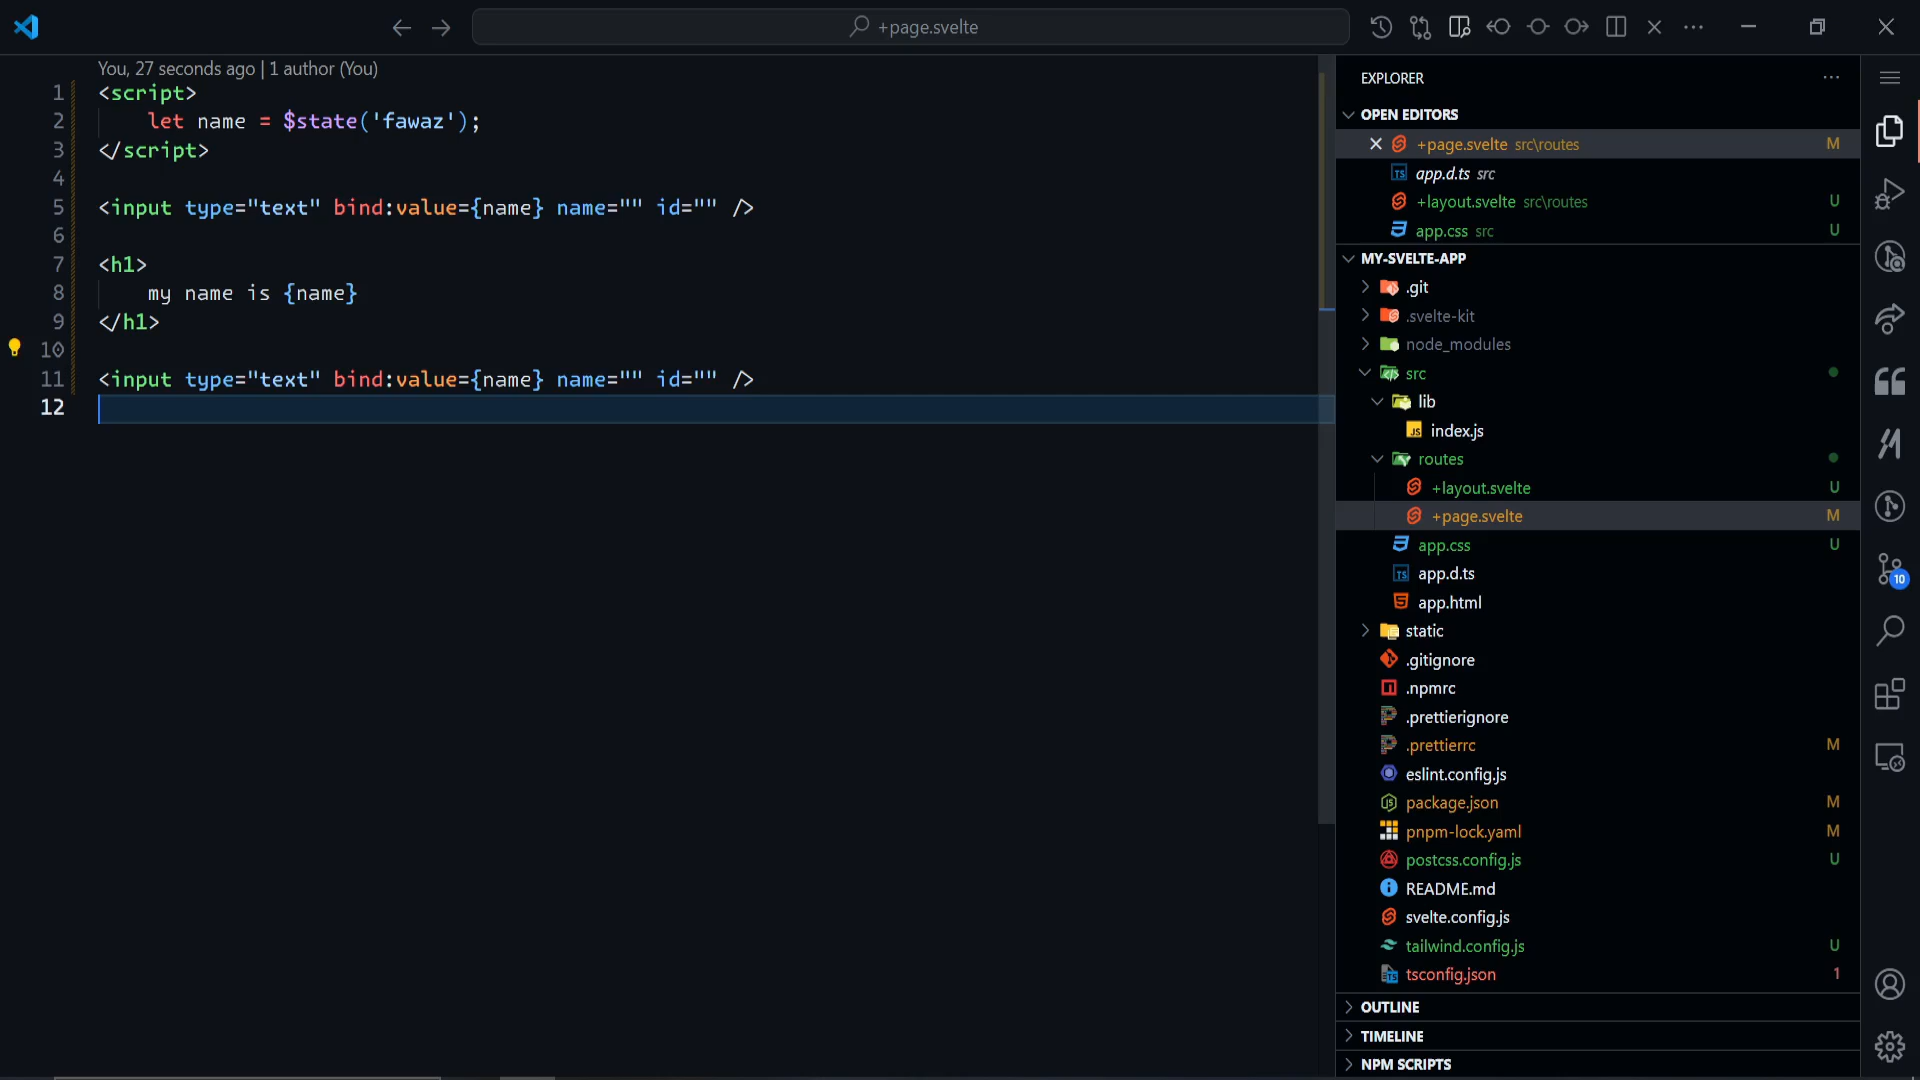 +page.svelte
You, 27 seconds ago | 1 author (You)
1 <script>
2 let name = $state('fawaz');
3 </script>
4
5 <input type="text" bind:value={name} name="" id="" />
6
7 <h1>
8 my name is {name}
9 </h1>
10
11 <input type="text" bind:value={name} name="" id="" />
12
EXPLORER
OPEN EDITORS
+page.svelte src\routes M
app.d.ts src
+layout.svelte src\routes U
app.css src U
MY-SVELTE-APP
.git
.svelte-kit
node_modules
src
lib
index.js
routes
+layout.svelte U
+page.svelte M
app.css U
app.d.ts
app.html
static
.gitignore
.npmrc
.prettierignore
.prettierrc M
eslint.config.js
package.json M
pnpm-lock.yaml M
postcss.config.js U
README.md
svelte.config.js
tailwind.config.js U
tsconfig.json 1
OUTLINE
TIMELINE
NPM SCRIPTS
10